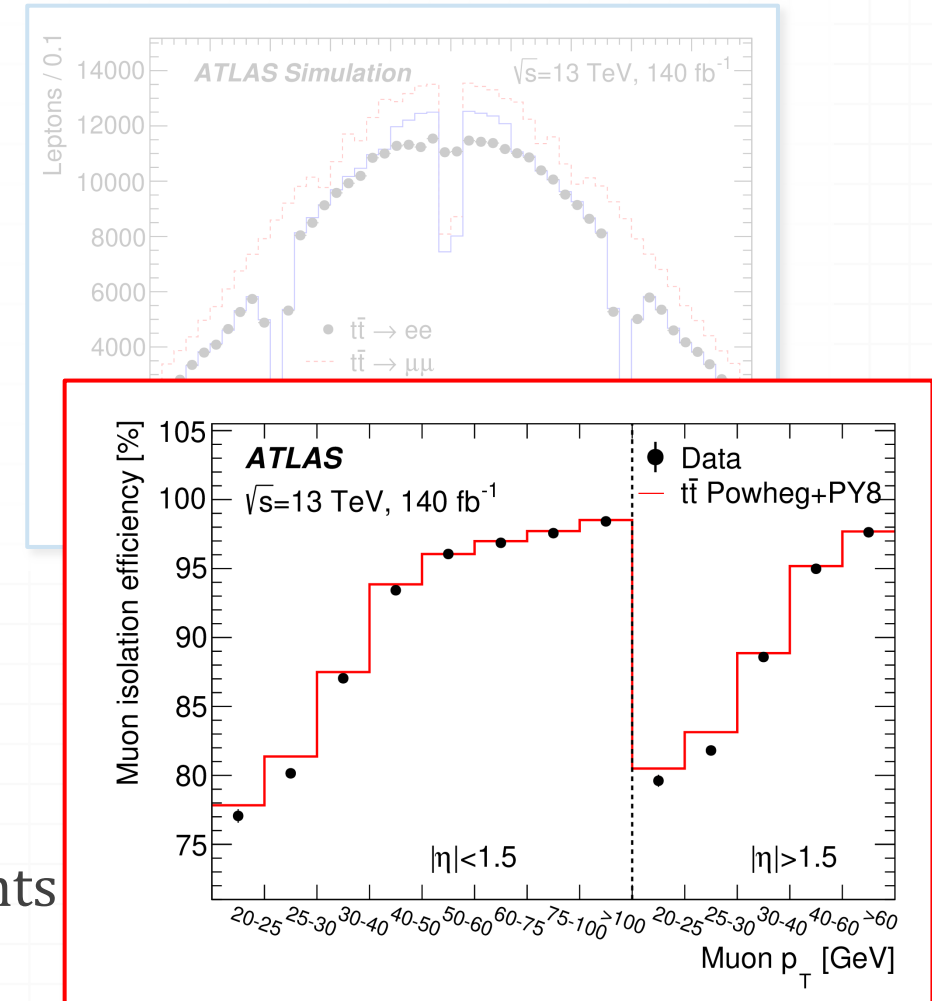 Leptons / 0.1
14000
12000
10000
8000
6000
4000
ATLAS Simulation
√s=13 TeV, 140 fb⁻¹
tt̄ → ee
tt̄ → μμ
Muon isolation efficiency [%]
105
100
95
90
85
80
75
ATLAS
√s=13 TeV, 140 fb⁻¹
Data
tt̄ Powheg+PY8
|η|<1.5
|η|>1.5
20-25 25-30 30-40 40-50 50-60 60-75 75-100 >100 20-25 25-30 30-40 40-60 >60
Muon p_T [GeV]